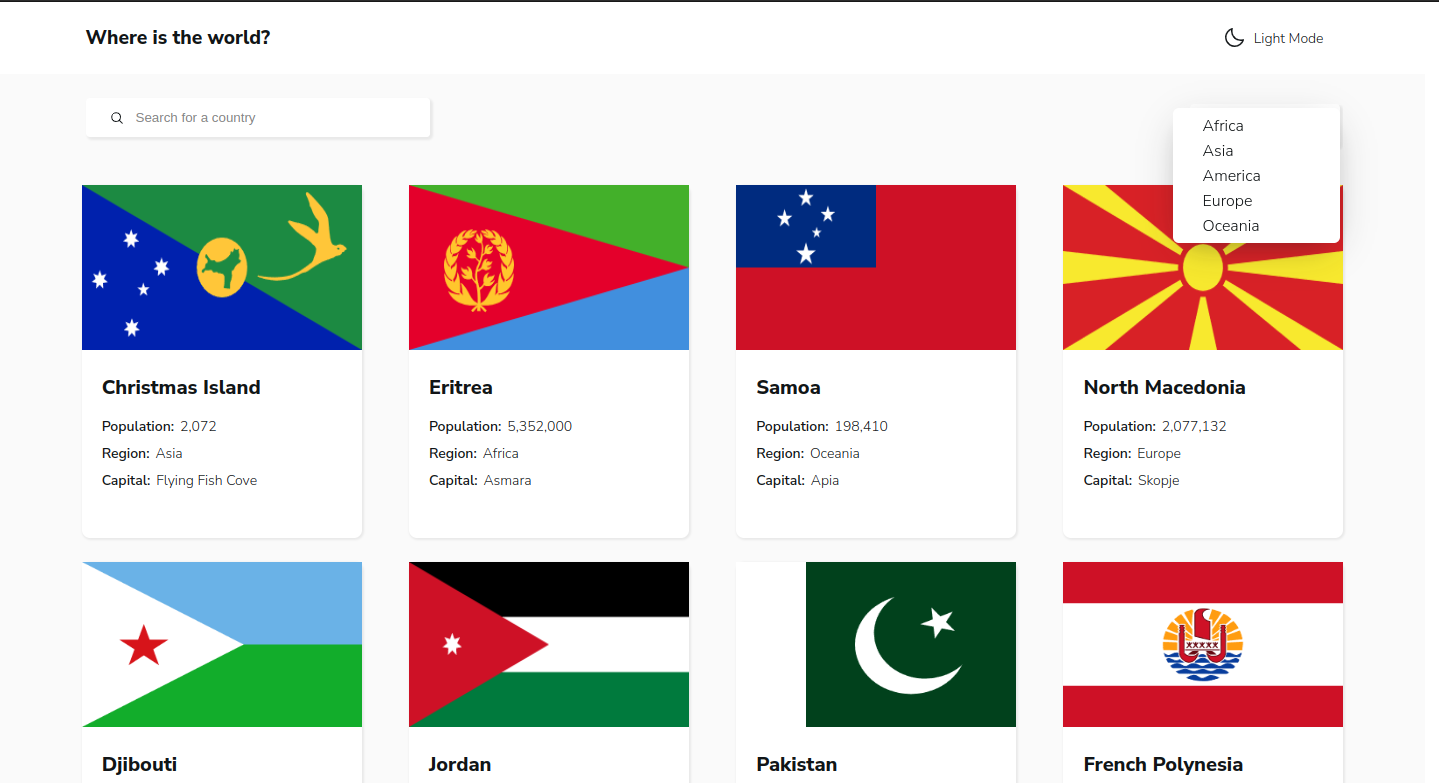 Where is the world?
Light Mode
Search for a country
Africa
Asia
America
Europe
Oceania
Christmas Island
Population: 2,072
Region: Asia
Capital: Flying Fish Cove
Eritrea
Population: 5,352,000
Region: Africa
Capital: Asmara
Samoa
Population: 198,410
Region: Oceania
Capital: Apia
North Macedonia
Population: 2,077,132
Region: Europe
Capital: Skopje
Djibouti
Jordan
Pakistan
French Polynesia